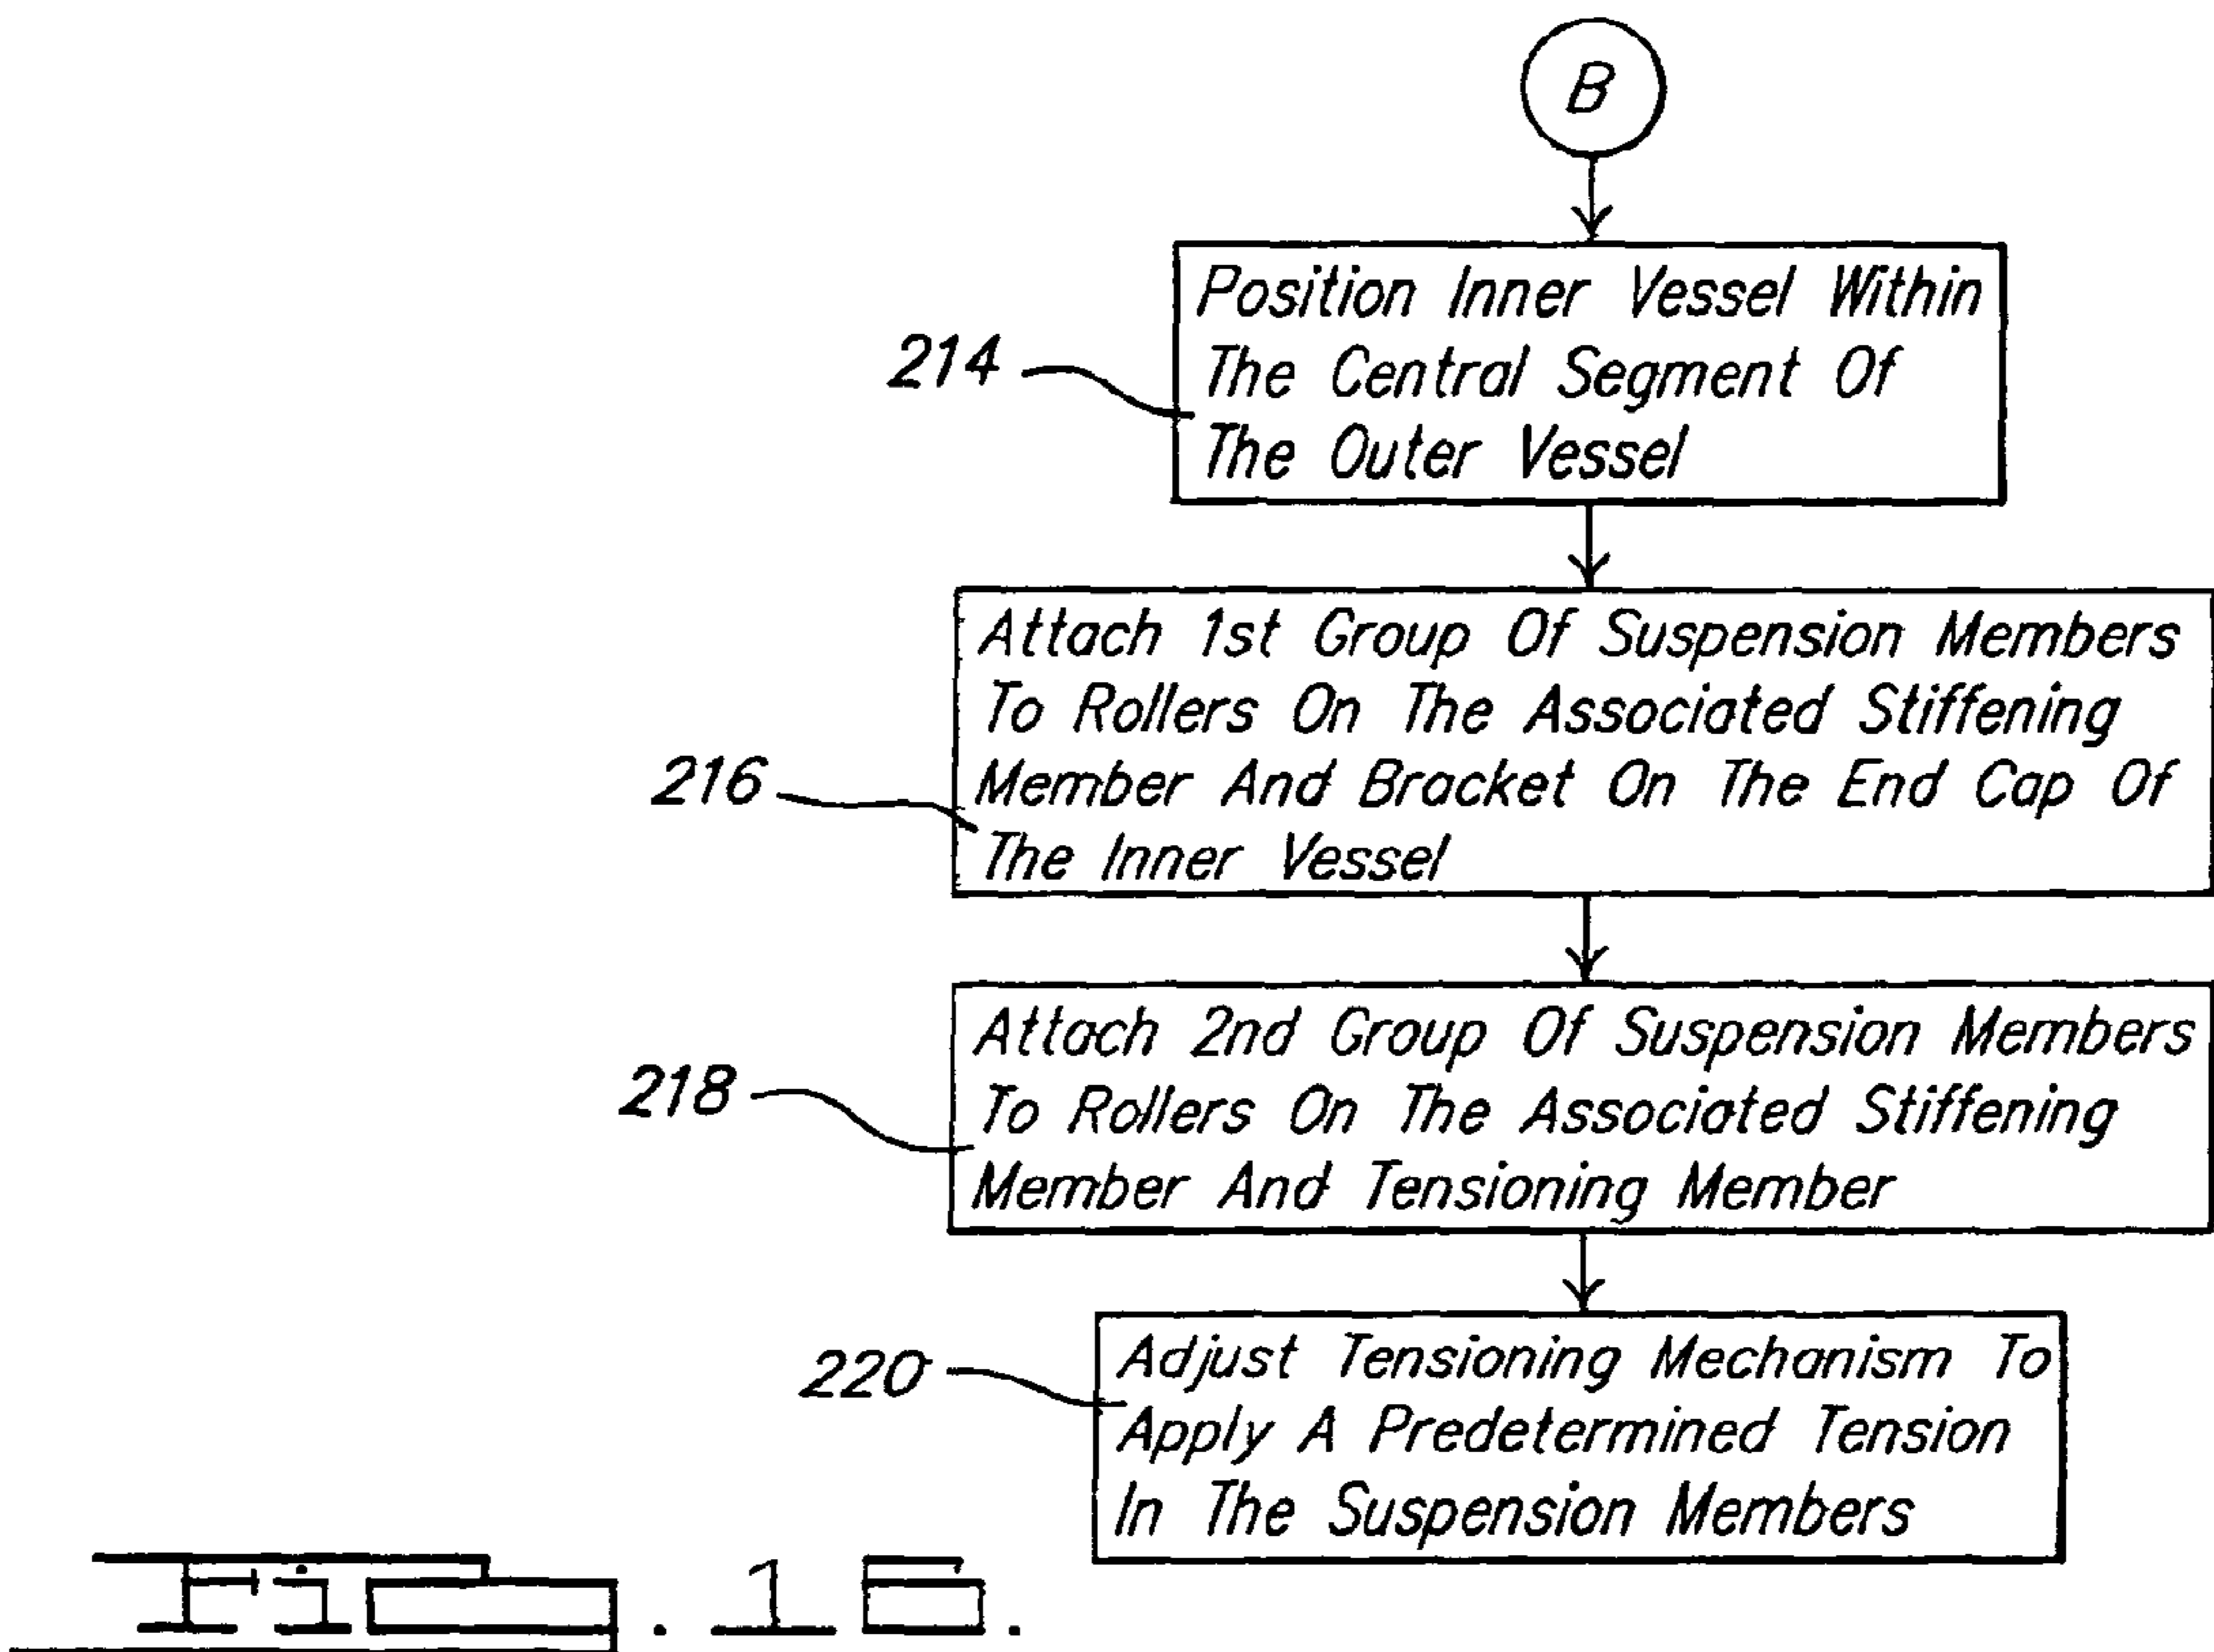 B
Position Inner Vessel Within
The Central Segment Of
The Outer Vessel
214
Attach 1st Group Of Suspension Members
To Rollers On The Associated Stiffening
Member And Bracket On The End Cap Of
The Inner Vessel
216
Attach 2nd Group Of Suspension Members
To Rollers On The Associated Stiffening
Member And Tensioning Member
218
Adjust Tensioning Mechanism To
Apply A Predetermined Tension
In The Suspension Members
220